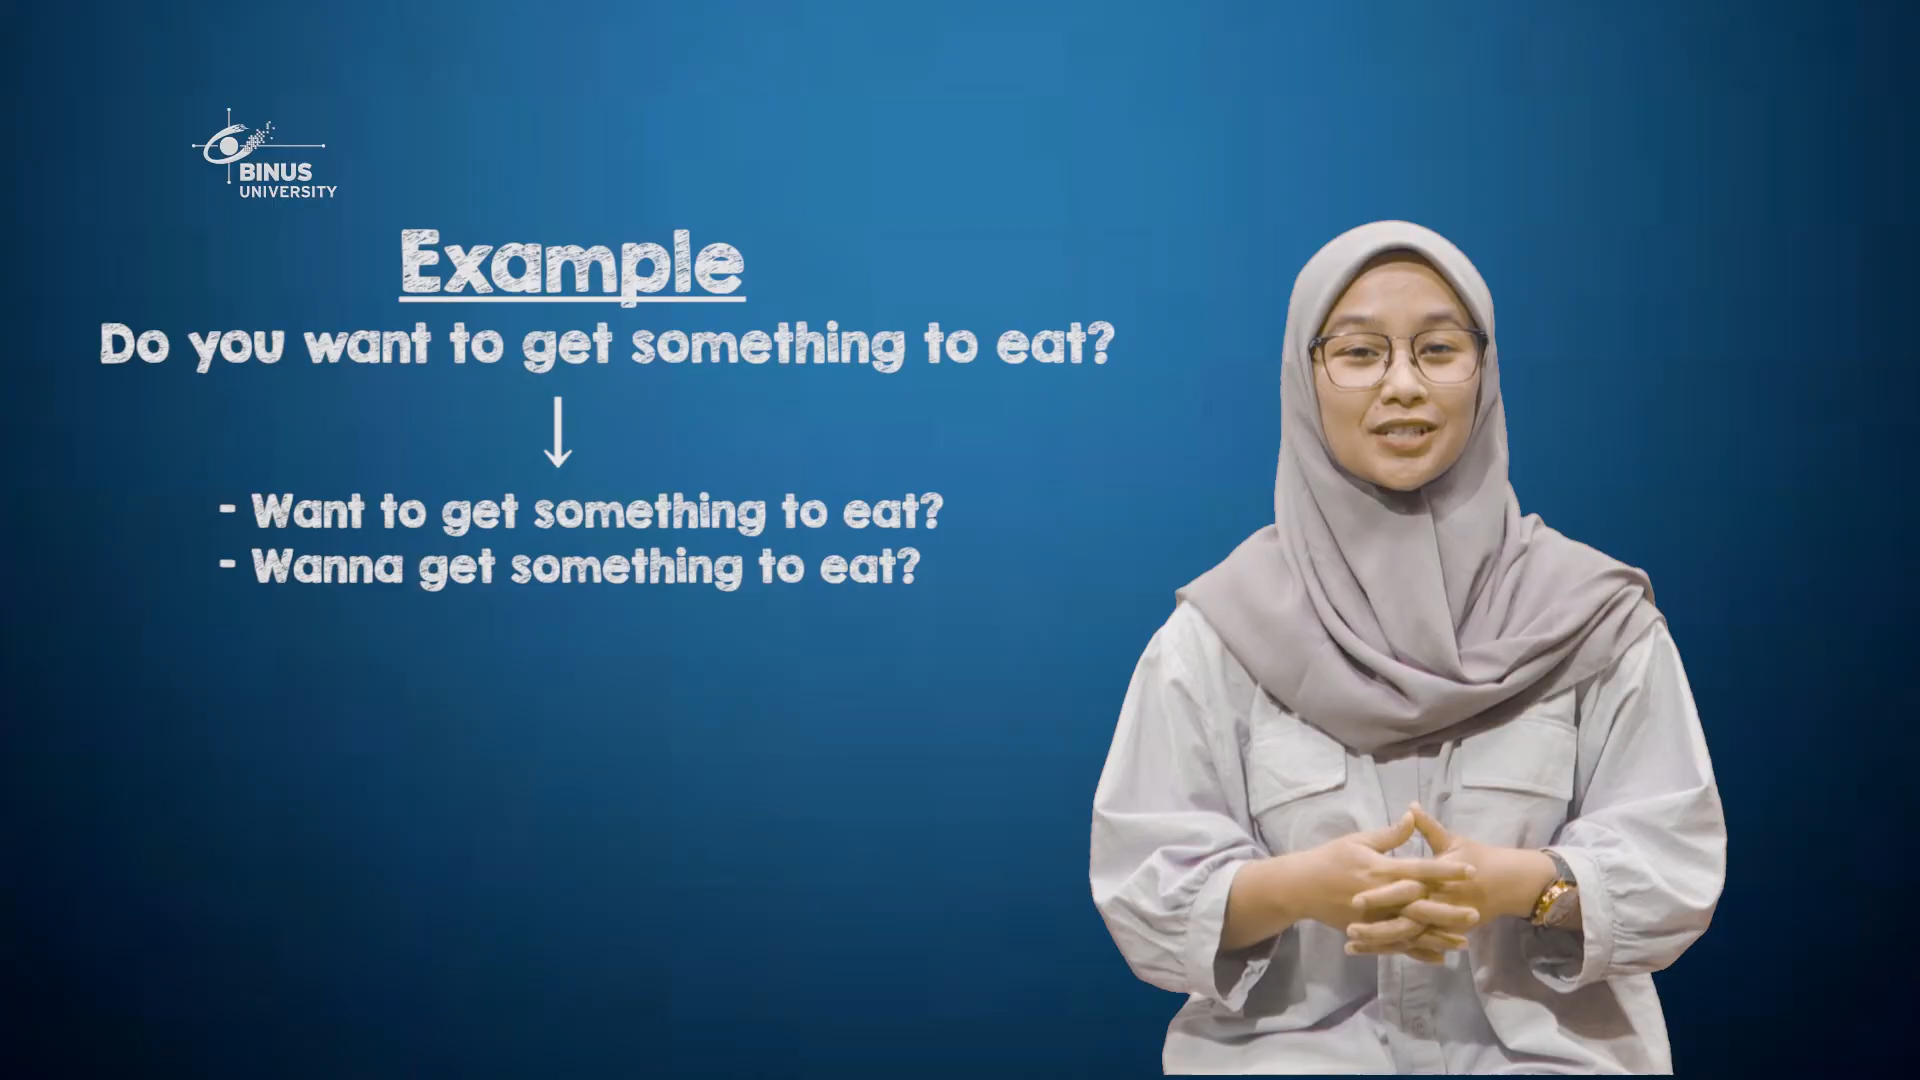 BINUS
UNIVERSITY
Example
Do you want to get something to eat?
- Want to get something to eat?
- Wanna get something to eat?